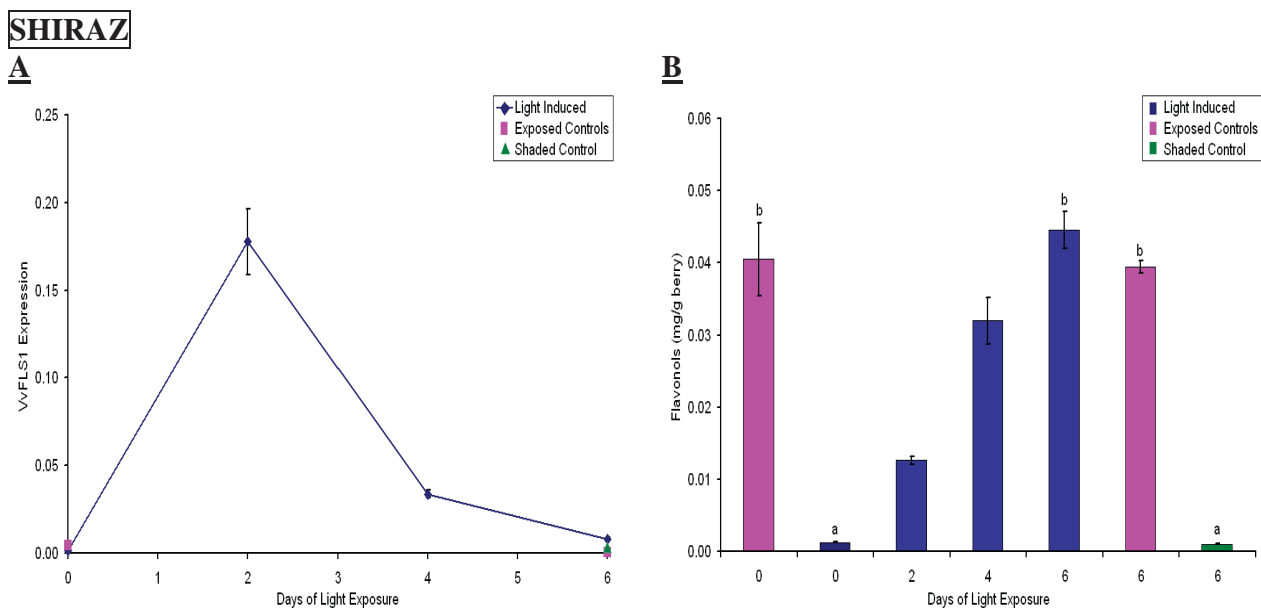 SHIRAZ
A
Light Induced
Exposed Controls
Shaded Control
VvFLS1 Expression
0.25
0.20
0.15
0.10
0.05
0.00
0 1 2 3 4 5 6
Days of Light Exposure
B
Light Induced
Exposed Controls
Shaded Control
Flavonols (mg/g berry)
0.06
0.05
0.04
0.03
0.02
0.01
0.00
b a b b a
0 0 2 4 6 6 6
Days of Light Exposure